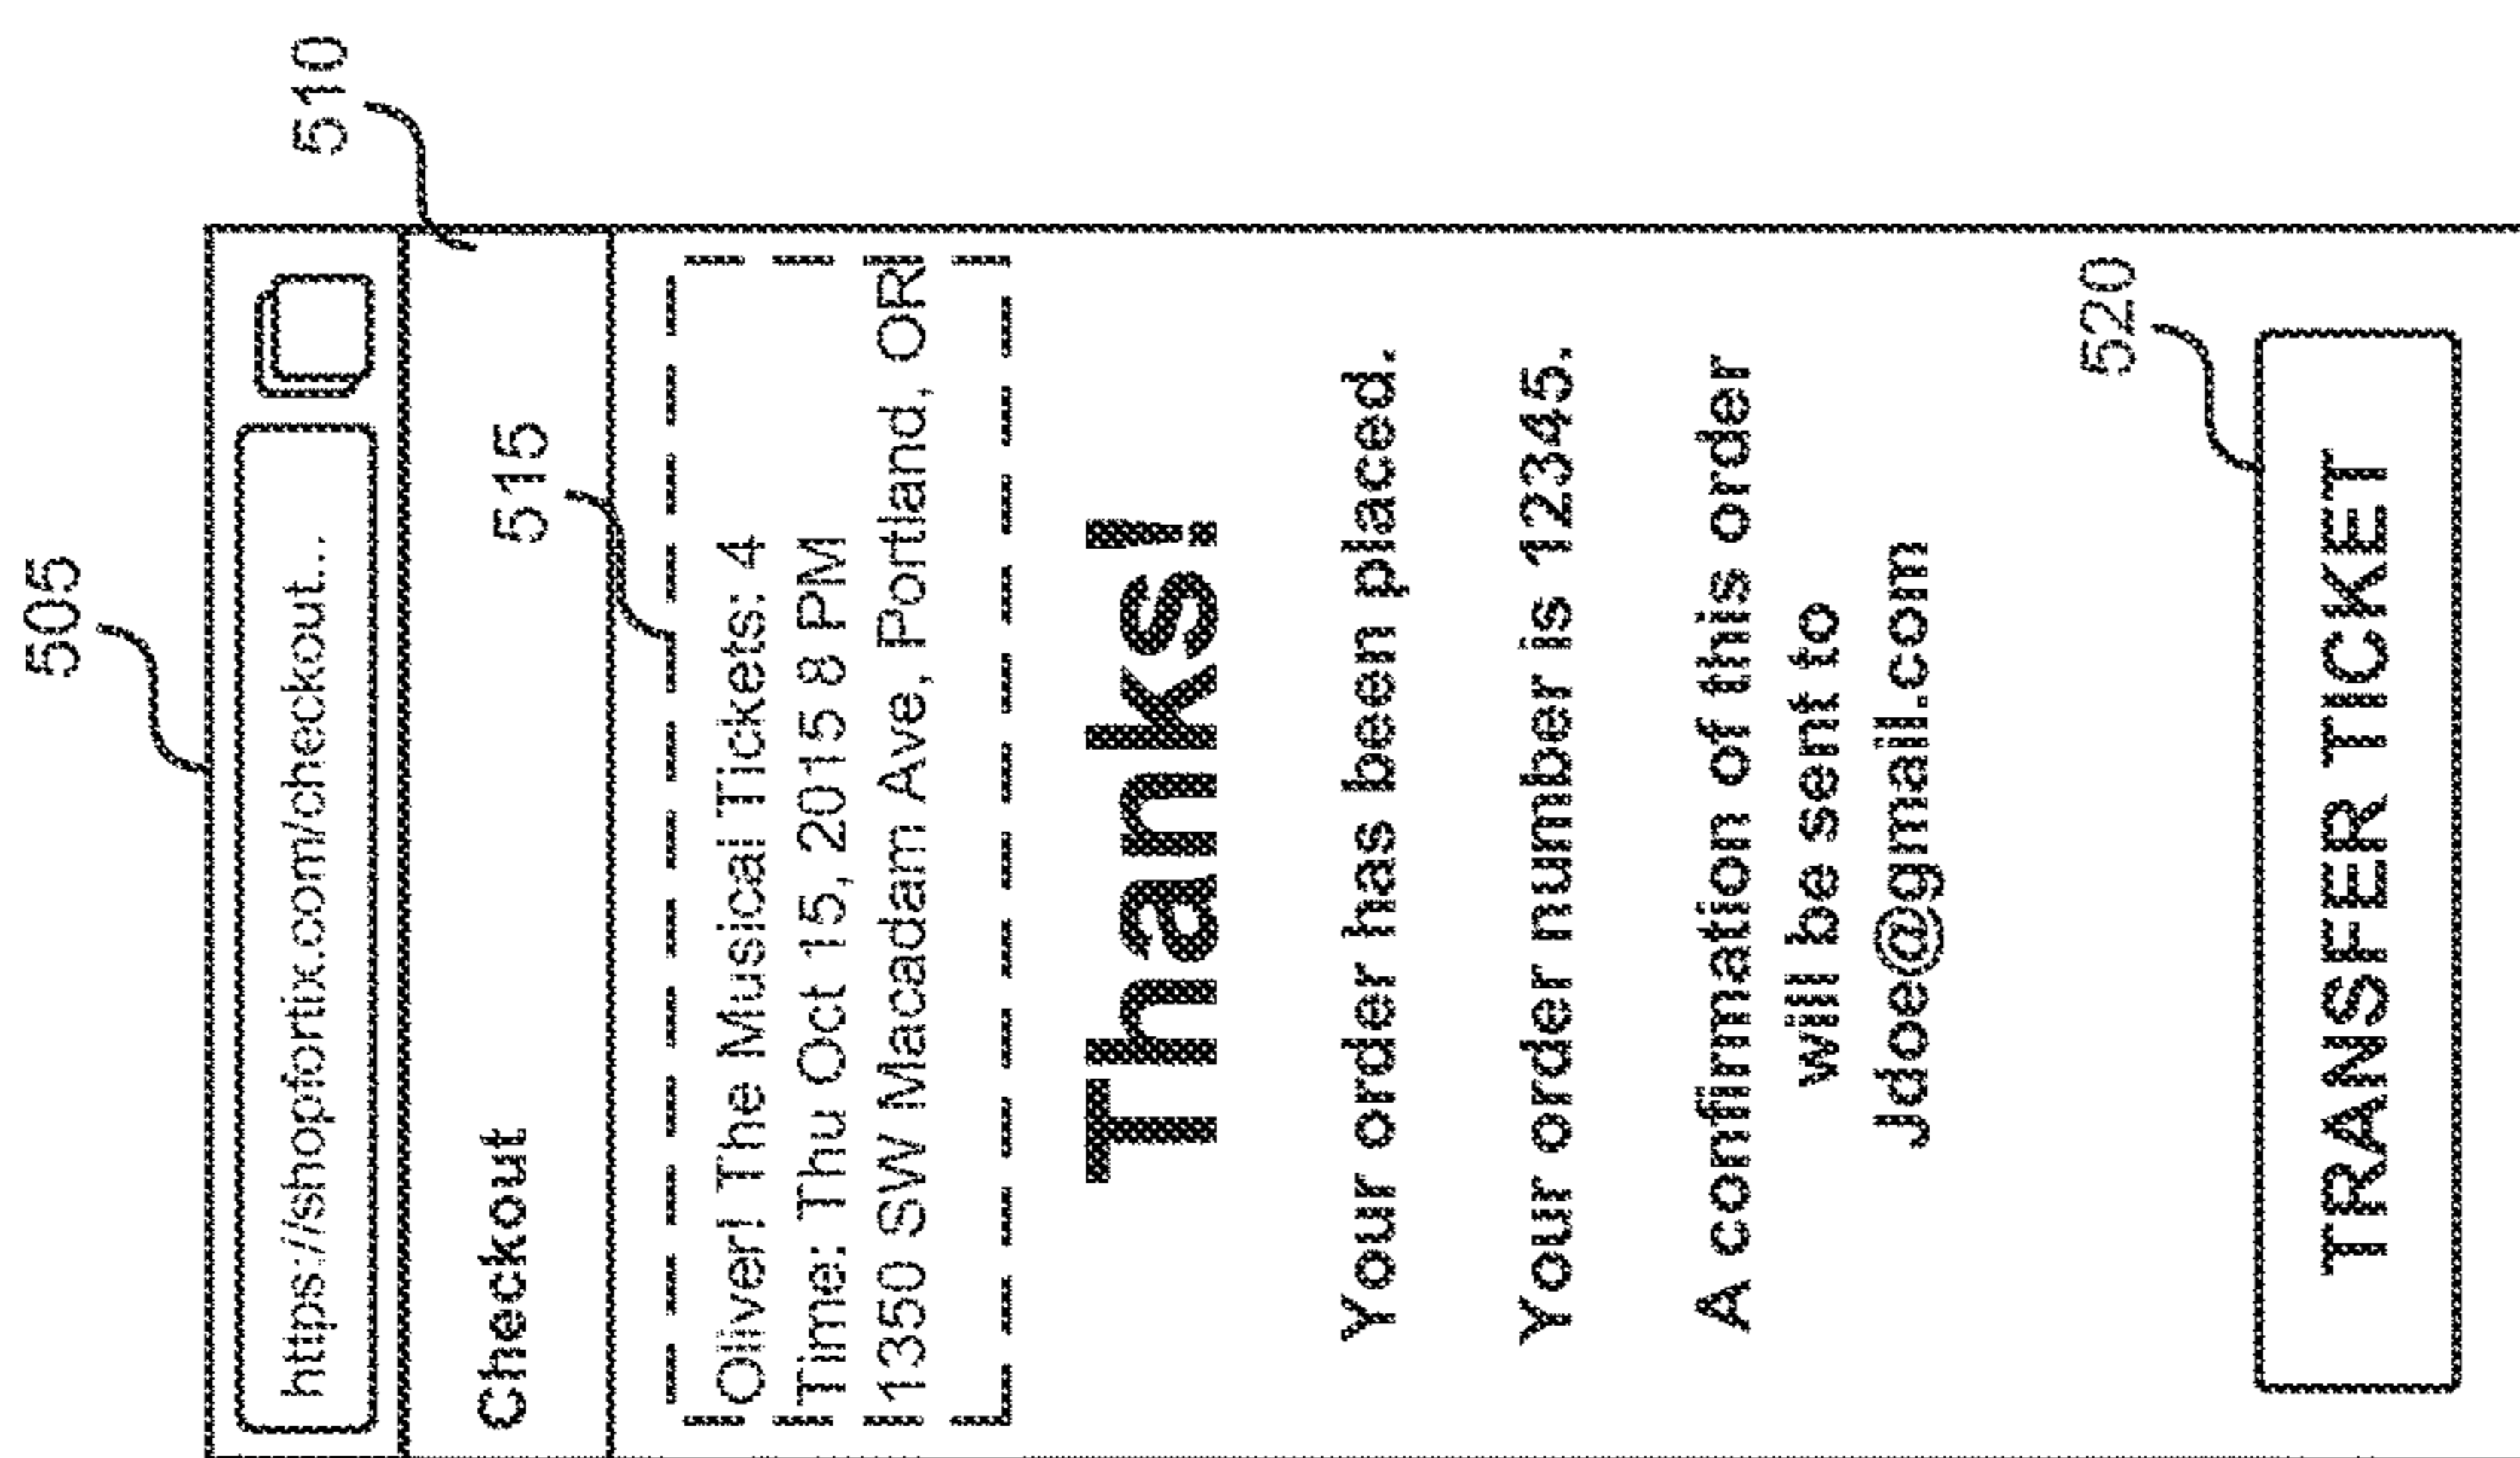 505
510
https://shopfortix.com/checkout...
Checkout
515
Oliver! The Musical Tickets: 4
Time: Thu Oct 15, 2015 8 PM
1350 SW Macadam Ave, Portland, OR
Thanks!
Your order has been placed.
Your order number is 12345.
A confirmation of this order
will be sent to
Jdoe@gmail.com
520
TRANSFER TICKET